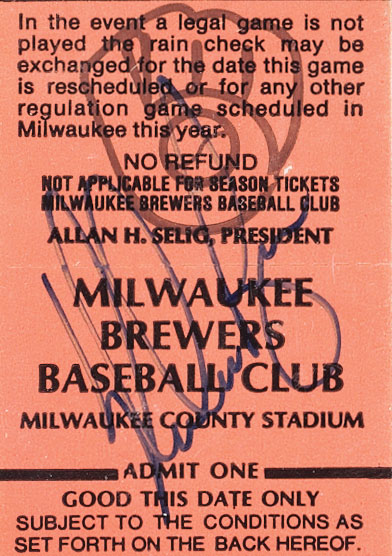 In the event a legal game is not
played the rain check may be
exchanged for the date this game
is rescheduled or for any other
regulation game scheduled in
Milwaukee this year.
NO REFUND
NOT APPLICABLE FOR SEASON TICKETS
MILWAUKEE BREWERS BASEBALL CLUB
ALLAN H. SELIG, PRESIDENT
MILWAUKEE
BREWERS
BASEBALL CLUB
MILWAUKEE COUNTY STADIUM
ADMIT ONE
GOOD THIS DATE ONLY
SUBJECT TO THE CONDITIONS AS
SET FORTH ON THE BACK HEREOF.